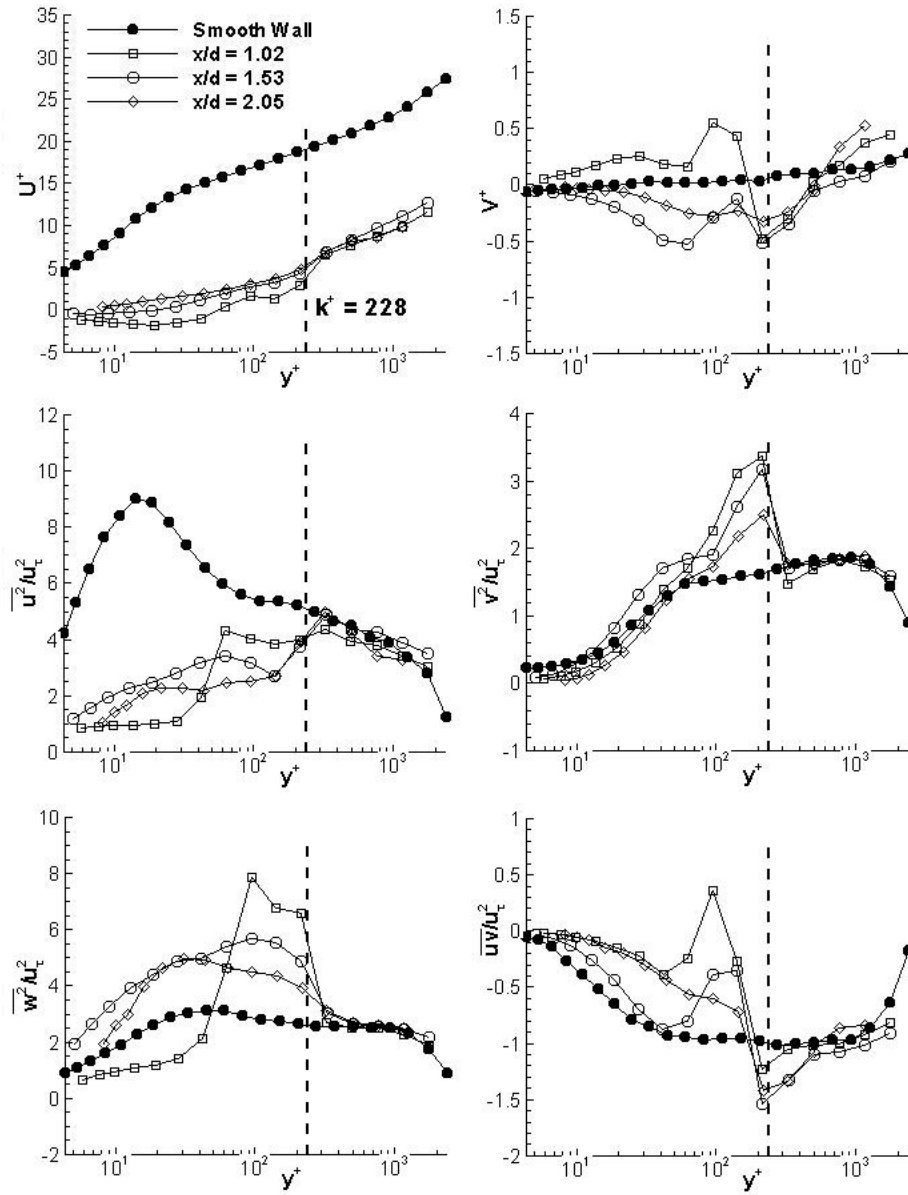 Smooth Wall
x/d = 1.02
x/d = 1.53
x/d = 2.05
35
30
25
20
15
10
5
0
-5
U⁺
k⁺ = 228
10¹ 10² 10³
y⁺
1.5
1
0.5
0
-0.5
-1
-1.5
V⁺
10¹ 10² 10³
y⁺
12
10
8
6
4
2
0
u²/u²τ
10¹ 10² 10³
y⁺
4
3
2
1
0
-1
v²/u²τ
10¹ 10² 10³
y⁺
10
8
6
4
2
0
-2
w²/u²τ
10¹ 10² 10³
y⁺
1
0.5
0
-0.5
-1
-1.5
-2
uv/u²τ
10¹ 10² 10³
y⁺